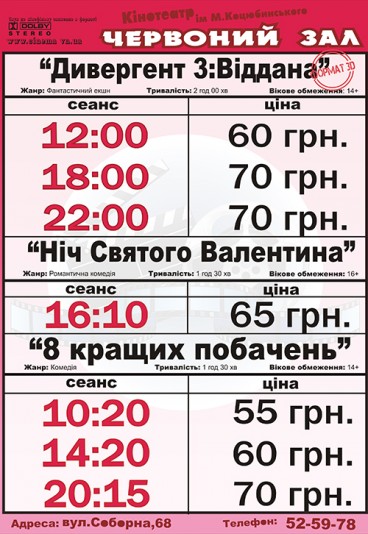 Кінотеатр ім М.Коцюбинського
DOLBY
STEREO
www.cinema.vn.ua
ЧЕРВОНИЙ ЗАЛ
“Дивергент 3:Віддана”
ФОРМАТ 3D
Жанр: Фантастичний екшн Тривалість: 2 год 00 хв Вікове обмеження: 14+
сеанс ціна
12:00 60 грн.
18:00 70 грн.
22:00 70 грн.
“Ніч Святого Валентина”
Жанр: Романтична комедія Тривалість: 1 год 30 хв Вікове обмеження: 16+
сеанс ціна
16:10 65 грн.
“8 кращих побачень”
Жанр: Комедія Тривалість: 1 год 30 хв Вікове обмеження: 14+
сеанс ціна
10:20 55 грн.
14:20 60 грн.
20:15 70 грн.
Адреса: вул.Соборна,68 Телефон: 52-59-78